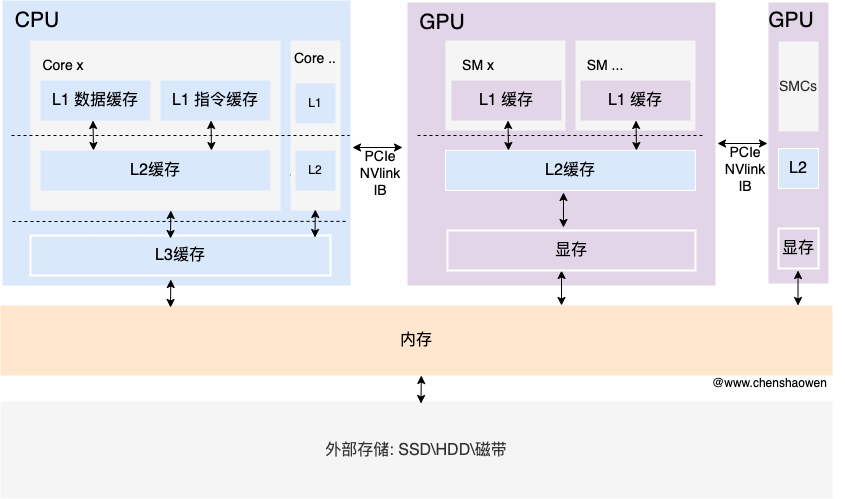 CPU
Core x
L1 数据缓存
L1 指令缓存
L2缓存
Core ..
L1
L2
L3缓存
PCIe
NVlink
IB
GPU
SM x
L1 缓存
SM ...
L1 缓存
L2缓存
显存
PCIe
NVlink
IB
GPU
SMCs
L2
显存
内存
@www.chenshaowen
外部存储: SSD\HDD\磁带